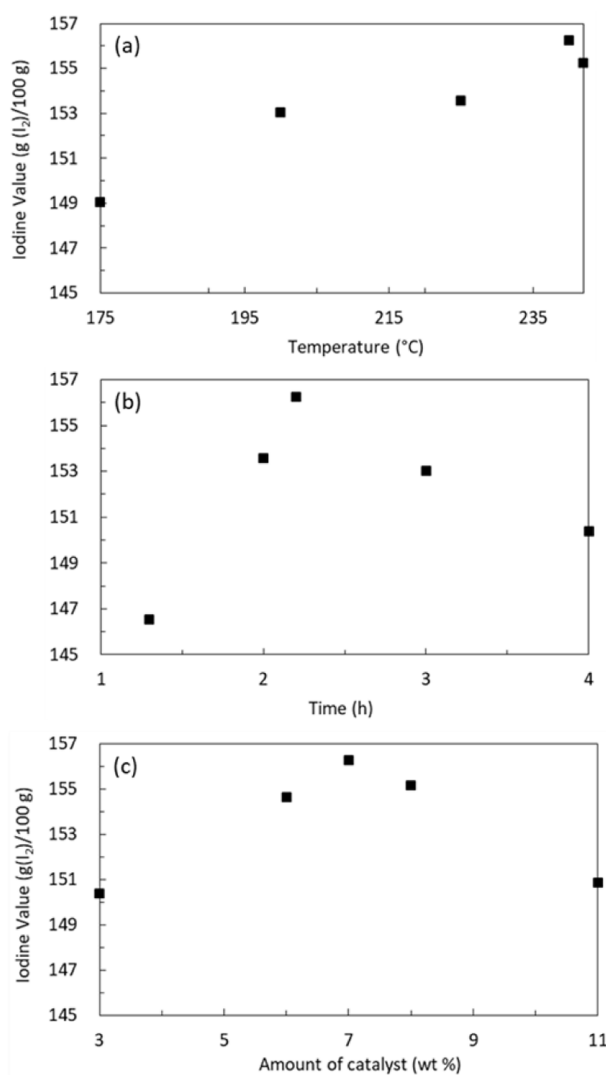 (a)
Iodine Value (g (I₂)/100 g)
157
155
153
151
149
147
145
175 195 215 235
Temperature (°C)
(b)
157
155
153
151
149
147
145
1 2 3 4
Time (h)
(c)
Iodine Value (g(I₂)/100 g)
157
155
153
151
149
147
145
3 5 7 9 11
Amount of catalyst (wt %)